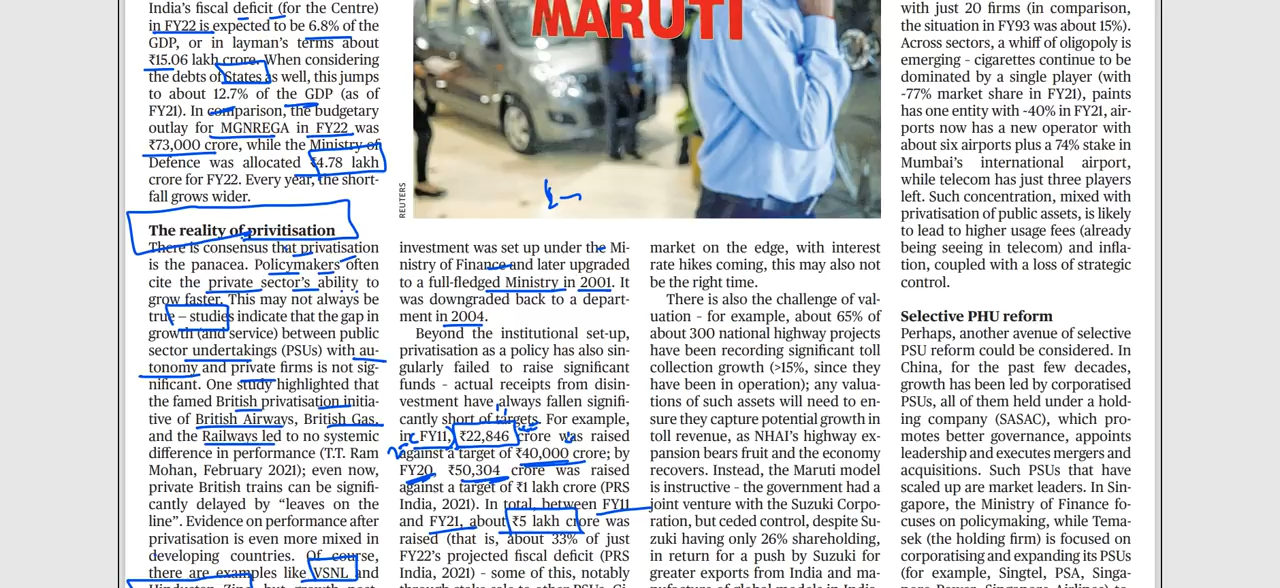 India's fiscal deficit (for the Centre)
in FY22 is expected to be 6.8% of the
GDP, or in layman's terms about
₹15.06 lakh crore. When considering
the debts of States as well, this jumps
to about 12.7% of the GDP (as of
FY21). In comparison, the budgetary
outlay for MGNREGA in FY22 was
₹73,000 crore, while the Ministry of
Defence was allocated ₹4.78 lakh
crore for FY22. Every year, the short-
fall grows wider.
The reality of privitisation
There is consensus that privatisation
is the panacea. Policymakers often
cite the private sector's ability to
grow faster. This may not always be
true – studies indicate that the gap in
growth (and service) between public
sector undertakings (PSUs) with au-
tonomy and private firms is not sig-
nificant. One study highlighted that
the famed British privatisation initia-
tive of British Airways, British Gas,
and the Railways led to no systemic
difference in performance (T.T. Ram
Mohan, February 2021); even now,
private British trains can be signifi-
cantly delayed by "leaves on the
line". Evidence on performance after
privatisation is even more mixed in
developing countries. Of course,
there are examples like VSNL and
MARUTI
REUTERS
investment was set up under the Mi-
nistry of Finance and later upgraded
to a full-fledged Ministry in 2001. It
was downgraded back to a depart-
ment in 2004.
Beyond the institutional set-up,
privatisation as a policy has also sin-
gularly failed to raise significant
funds - actual receipts from disin-
vestment have always fallen signifi-
cantly short of targets. For example,
in FY11, ₹22,846 crore was raised
against a target of ₹40,000 crore; by
FY20, ₹50,304 crore was raised
against a target of ₹1 lakh crore (PRS
India, 2021). In total, between FY11
and FY21, about ₹5 lakh crore was
raised (that is, about 33% of just
FY22's projected fiscal deficit (PRS
India, 2021) - some of this, notably
market on the edge, with interest
rate hikes coming, this may also not
be the right time.
There is also the challenge of val-
uation - for example, about 65% of
about 300 national highway projects
have been recording significant toll
collection growth (>15%, since they
have been in operation); any valua-
tions of such assets will need to en-
sure they capture potential growth in
toll revenue, as NHAI's highway ex-
pansion bears fruit and the economy
recovers. Instead, the Maruti model
is instructive - the government had a
joint venture with the Suzuki Corpo-
ration, but ceded control, despite Su-
zuki having only 26% shareholding,
in return for a push by Suzuki for
greater exports from India and ma-
with just 20 firms (in comparison,
the situation in FY93 was about 15%).
Across sectors, a whiff of oligopoly is
emerging - cigarettes continue to be
dominated by a single player (with
-77% market share in FY21), paints
has one entity with -40% in FY21, air-
ports now has a new operator with
about six airports plus a 74% stake in
Mumbai's international airport,
while telecom has just three players
left. Such concentration, mixed with
privatisation of public assets, is likely
to lead to higher usage fees (already
being seeing in telecom) and infla-
tion, coupled with a loss of strategic
control.
Selective PHU reform
Perhaps, another avenue of selective
PSU reform could be considered. In
China, for the past few decades,
growth has been led by corporatised
PSUs, all of them held under a hold-
ing company (SASAC), which pro-
motes better governance, appoints
leadership and executes mergers and
acquisitions. Such PSUs that have
scaled up are market leaders. In Sin-
gapore, the Ministry of Finance fo-
cuses on policymaking, while Tema-
sek (the holding firm) is focused on
corporatising and expanding its PSUs
(for example, Singtel, PSA, Singa-